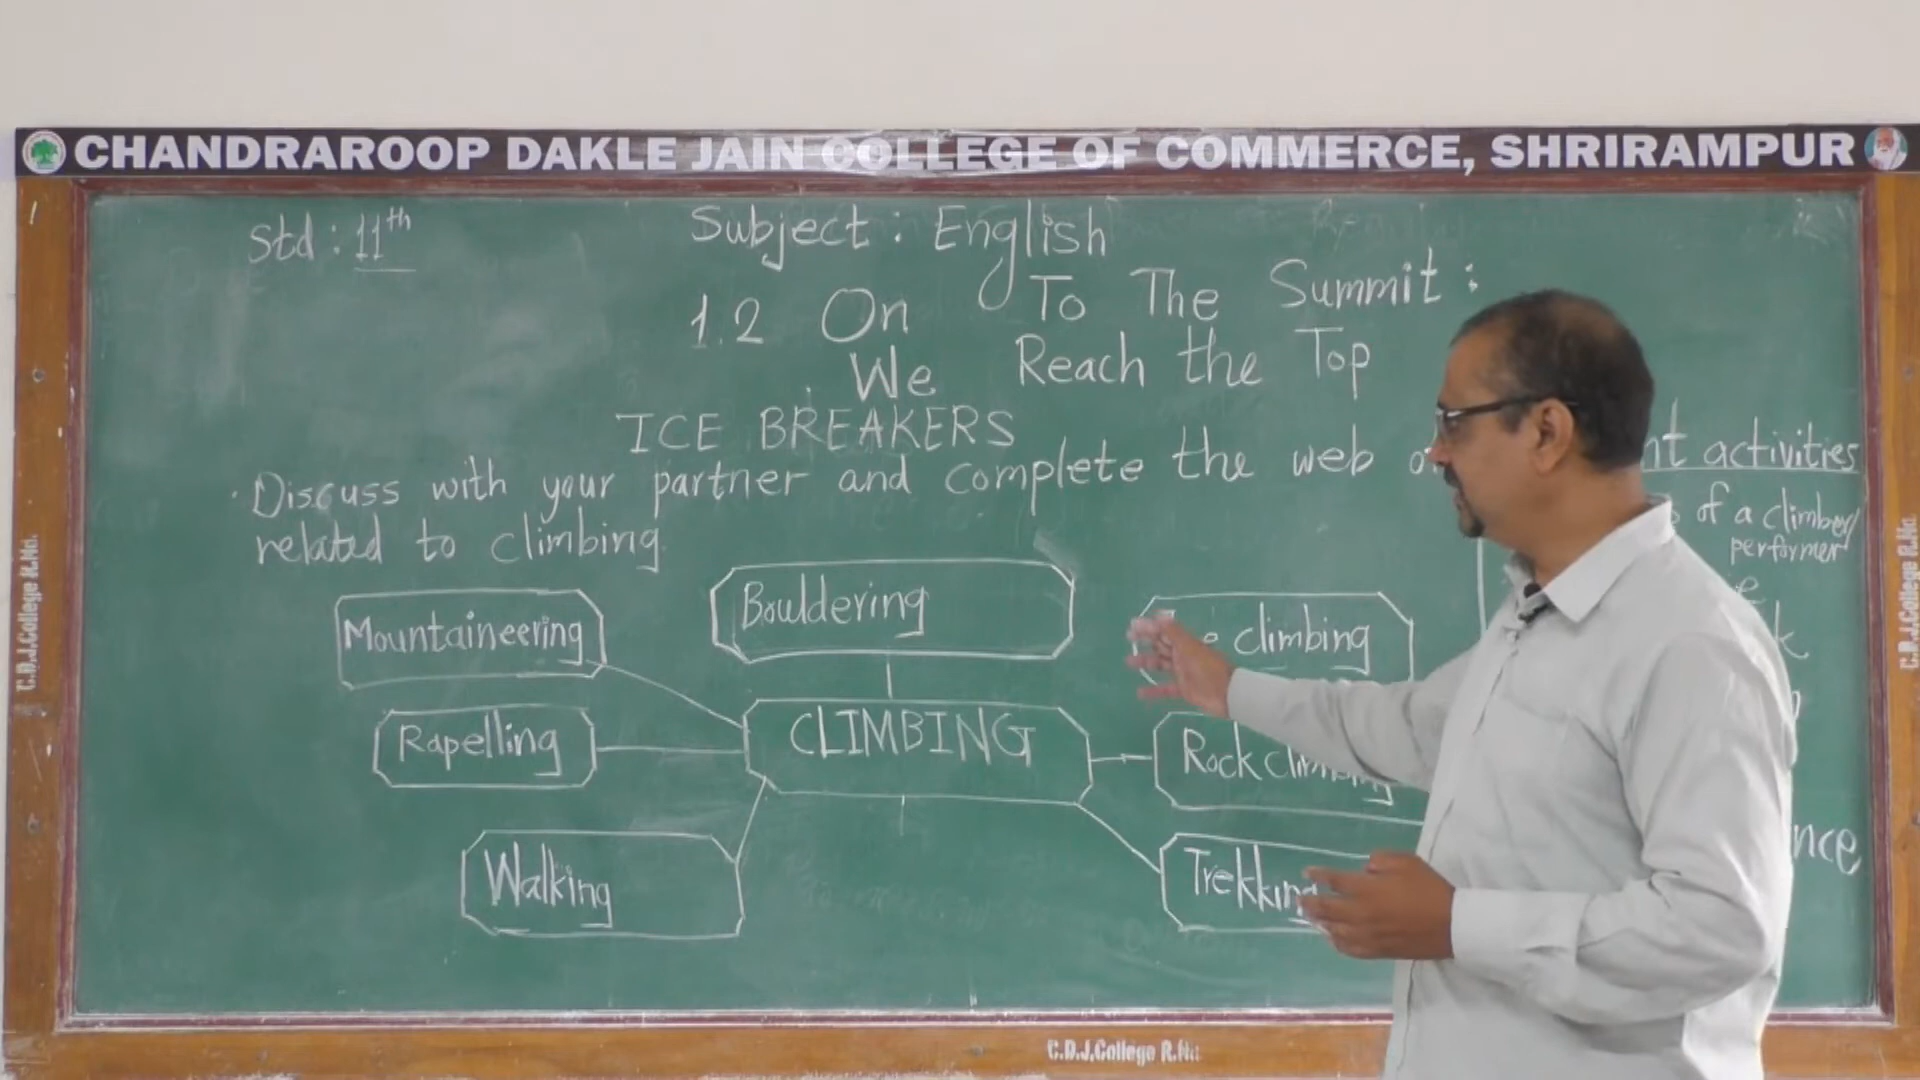 CHANDRAROOP DAKLE JAIN COLLEGE OF COMMERCE, SHRIRAMPUR
Std : 11th
Subject : English
1.2 On To The Summit :
We Reach the Top
ICE BREAKERS
Discuss with your partner and complete the web activities
related to climbing.
of a climber/
performer
Mountaineering
Bouldering
climbing
Rapelling
CLIMBING
Rock climbing
Walking
Trekking
C.D.J.College R.No.
C.D.J.College R.No.
C.D.J.College R.No.